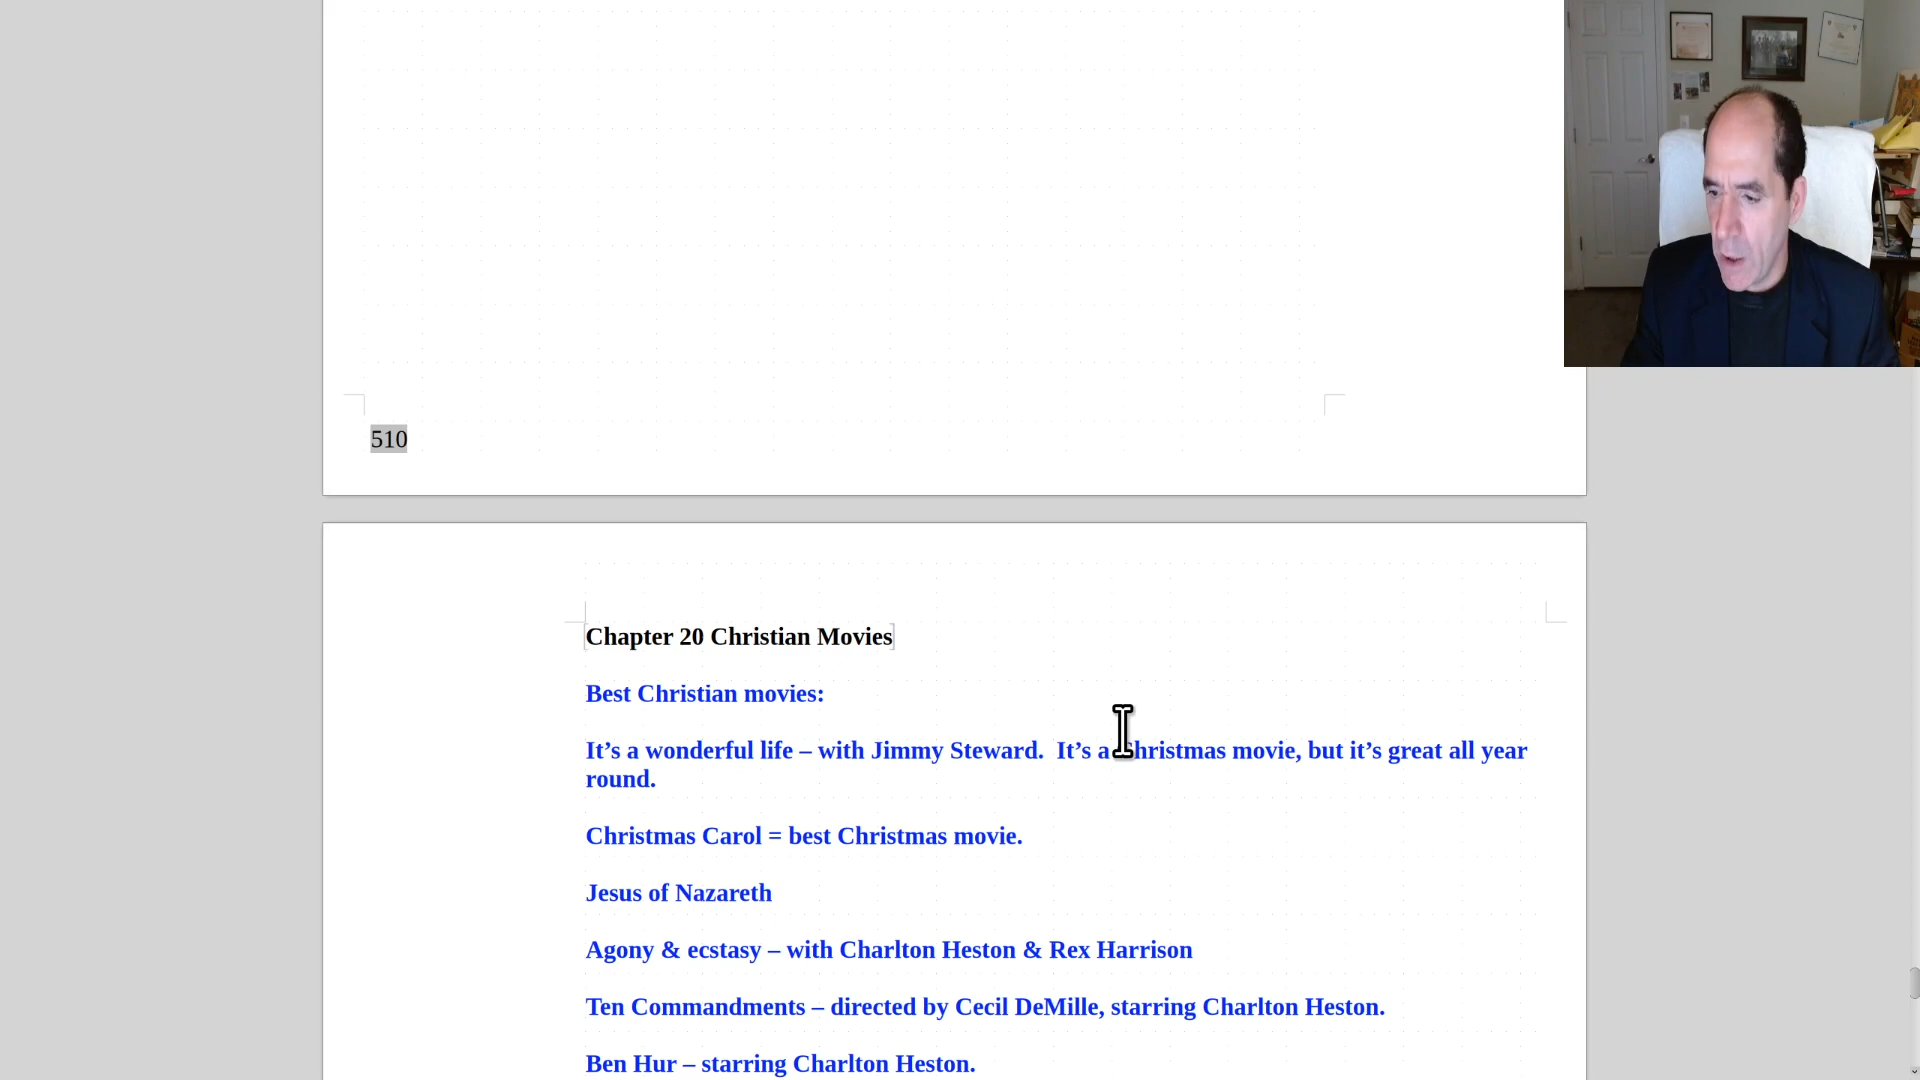 510
Chapter 20 Christian Movies
Best Christian movies:
It’s a wonderful life – with Jimmy Steward.  It’s a Christmas movie, but it’s great all year
round.
Christmas Carol = best Christmas movie.
Jesus of Nazareth
Agony & ecstasy – with Charlton Heston & Rex Harrison
Ten Commandments – directed by Cecil DeMille, starring Charlton Heston.
Ben Hur – starring Charlton Heston.